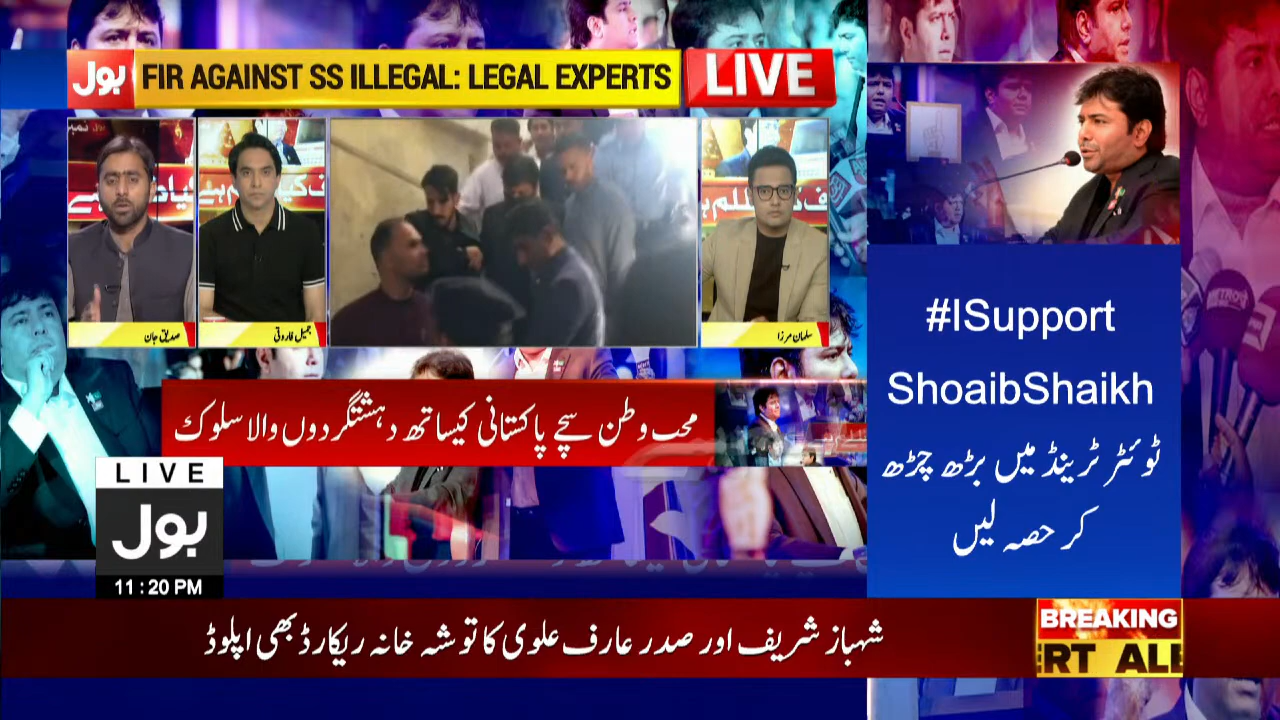 بول
FIR AGAINST SS ILLEGAL: LEGAL EXPERTS
LIVE
صدیق جان
جمیل فاروقی
سلمان مرزا
محب وطن سچے پاکستانی کیساتھ دہشتگردوں والا سلوک
#ISupport
ShoaibShaikh
ٹوئٹر ٹرینڈ میں بڑھ چڑھ
کر حصہ لیں
LIVE
بول
11:20 PM
شہباز شریف اور صدر عارف علوی کا توشہ خانہ ریکارڈ بھی اپلوڈ
BREAKING
ERT ALE